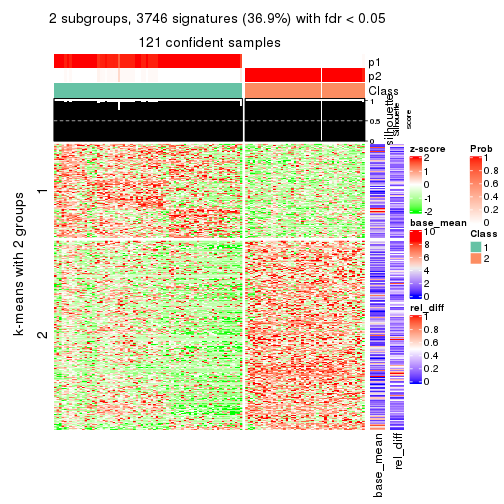 2 subgroups, 3746 signatures (36.9%) with fdr < 0.05
121 confident samples
p1
p2
Class
1
0.5
0
silhouette
Silhouette
score
k-means with 2 groups
1
2
base_mean
rel_diff
z-score
2
1
0
-1
-2
base_mean
10
8
6
4
2
0
rel_diff
1
0.8
0.6
0.4
0.2
0
Prob
1
0.8
0.6
0.4
0.2
0
Class
1
2